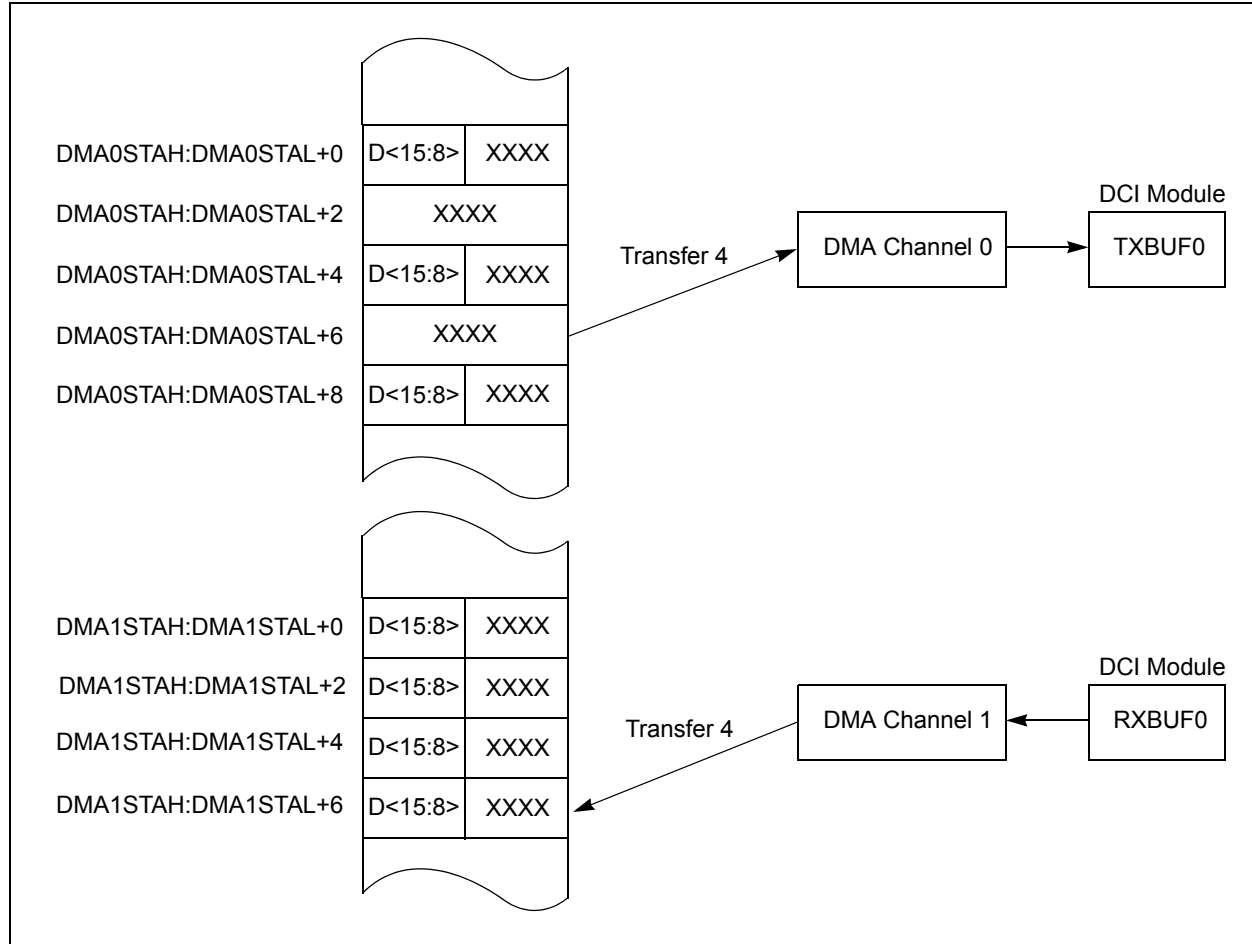 DMA0STAH:DMA0STAL+0 D<15:8> XXXX
DMA0STAH:DMA0STAL+2 XXXX
DMA0STAH:DMA0STAL+4 D<15:8> XXXX
DMA0STAH:DMA0STAL+6 XXXX
DMA0STAH:DMA0STAL+8 D<15:8> XXXX
Transfer 4
DMA Channel 0
DCI Module
TXBUF0
DMA1STAH:DMA1STAL+0 D<15:8> XXXX
DMA1STAH:DMA1STAL+2 D<15:8> XXXX
DMA1STAH:DMA1STAL+4 D<15:8> XXXX
DMA1STAH:DMA1STAL+6 D<15:8> XXXX
Transfer 4
DMA Channel 1
DCI Module
RXBUF0